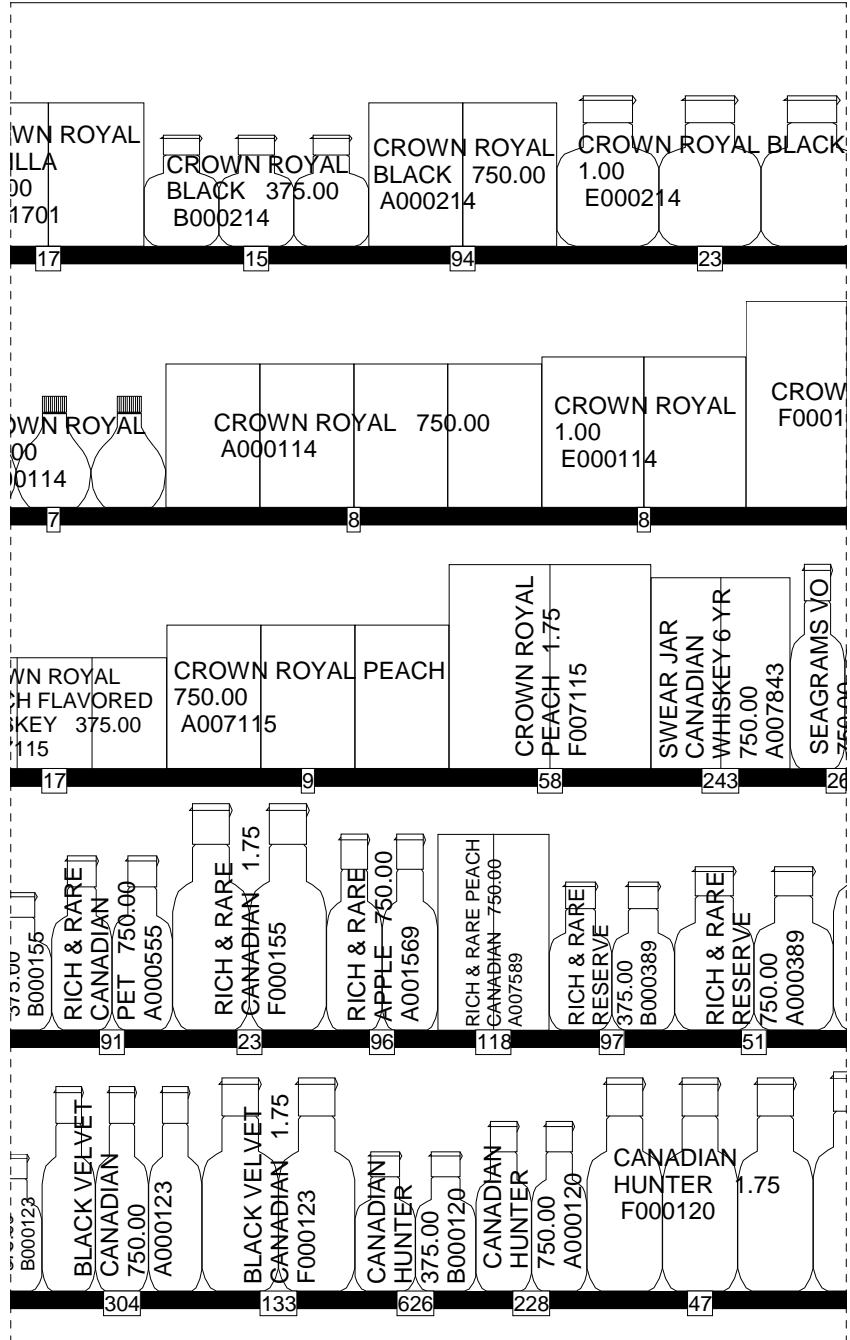 WN ROYAL
ILLA
00
1701
CROWN ROYAL
BLACK 375.00
B000214
CROWN ROYAL
BLACK 750.00
A000214
CROWN ROYAL BLACK
1.00
E000214
17
15
94
23
OWN ROYAL
00
00114
CROWN ROYAL 750.00
A000114
CROWN ROYAL
1.00
E000114
CROW
F0001
7
8
8
WN ROYAL
CH FLAVORED
SKEY 375.00
7115
CROWN ROYAL PEACH
750.00
A007115
CROWN ROYAL
PEACH 1.75
F007115
SWEAR JAR
CANADIAN
WHISKEY 6 YR
750.00
A007843
SEAGRAMS VO
750.00
17
9
58
243
26
375.00
B000155
RICH & RARE
CANADIAN
PET 750.00
A000555
RICH & RARE
CANADIAN 1.75
F000155
RICH & RARE
APPLE 750.00
A001569
RICH & RARE PEACH
CANADIAN 750.00
A007589
RICH & RARE
RESERVE
375.00
B000389
RICH & RARE
RESERVE
750.00
A000389
91
23
96
118
97
51
B000123
BLACK VELVET
CANADIAN
750.00
A000123
BLACK VELVET
CANADIAN 1.75
F000123
CANADIAN
HUNTER
375.00
B000120
CANADIAN
HUNTER
750.00
A000120
CANADIAN
HUNTER 1.75
F000120
304
133
626
228
47